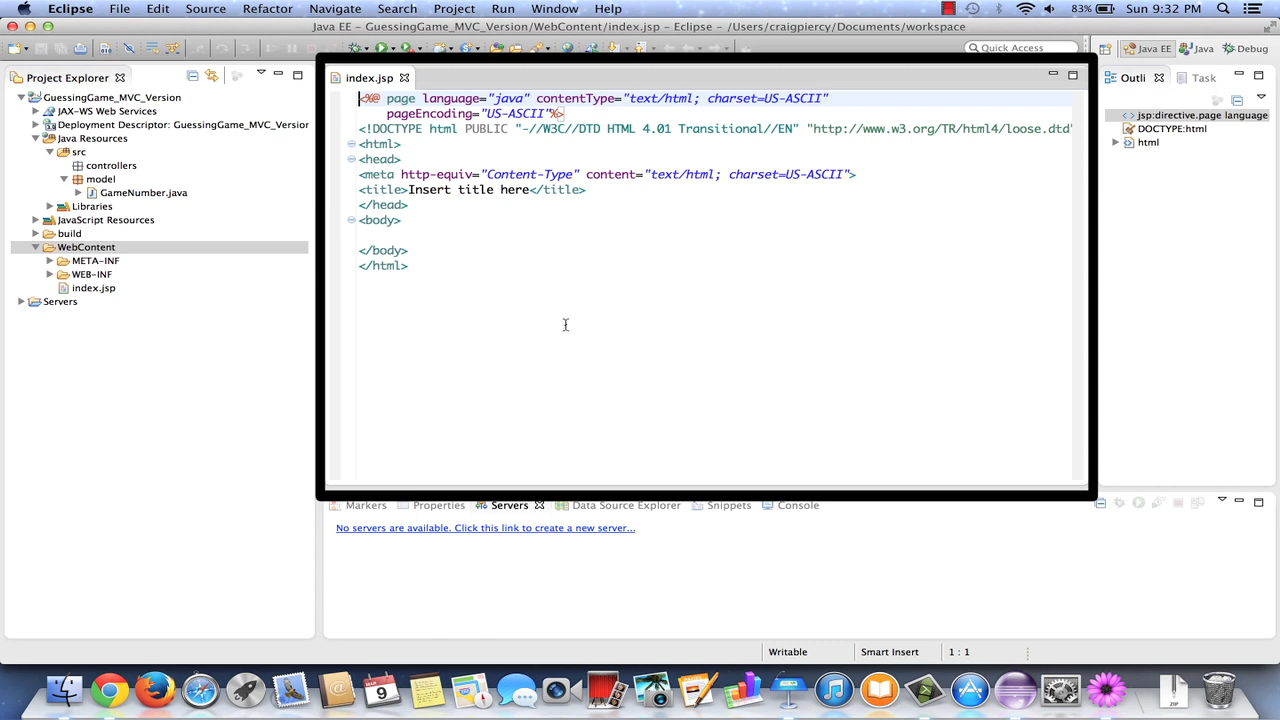 Eclipse File Edit Source Refactor Navigate Search Project Run Window Help 83% Sun 9:32 PM
Java EE - GuessingGame_MVC_Version/WebContent/index.jsp - Eclipse - /Users/craigpiercy/Documents/workspace
Quick Access Java EE Java Debug
Project Explorer
GuessingGame_MVC_Version
JAX-WS Web Services
Deployment Descriptor: GuessingGame_MVC_Version
Java Resources
src
controllers
model
GameNumber.java
Libraries
JavaScript Resources
build
WebContent
META-INF
WEB-INF
index.jsp
Servers
index.jsp
<%@ page language="java" contentType="text/html; charset=US-ASCII"
pageEncoding="US-ASCII"%>
<!DOCTYPE html PUBLIC "-//W3C//DTD HTML 4.01 Transitional//EN" "http://www.w3.org/TR/html4/loose.dtd"
<html>
<head>
<meta http-equiv="Content-Type" content="text/html; charset=US-ASCII">
<title>Insert title here</title>
</head>
<body>
</body>
</html>
Outli Task
jsp:directive.page language
DOCTYPE:html
html
Markers Properties Servers Data Source Explorer Snippets Console
No servers are available. Click this link to create a new server...
Writable Smart Insert 1 : 1
MAR
9
ZIP